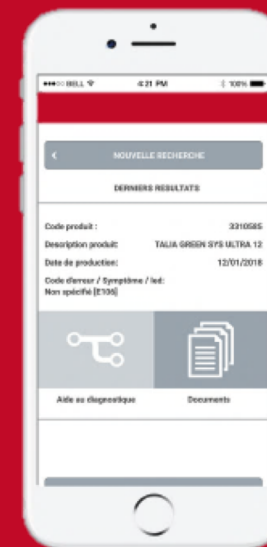 BELL 4:21 PM 100%
NOUVELLE RECHERCHE
DERNIERS RESULTATS
Code produit : 3310585
Description produit: TALIA GREEN SYS ULTRA 12
Date de production: 12/01/2018
Code d'erreur / Symptôme / led:
Non spécifié [E106]
Aide au diagnostique Documents